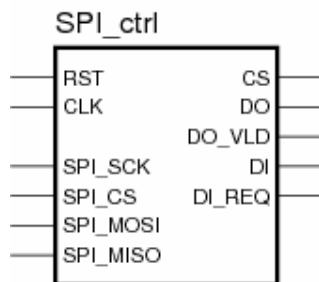 SPI_ctrl
RST CS
CLK DO
DO_VLD
SPI_SCK DI
SPI_CS DI_REQ
SPI_MOSI
SPI_MISO